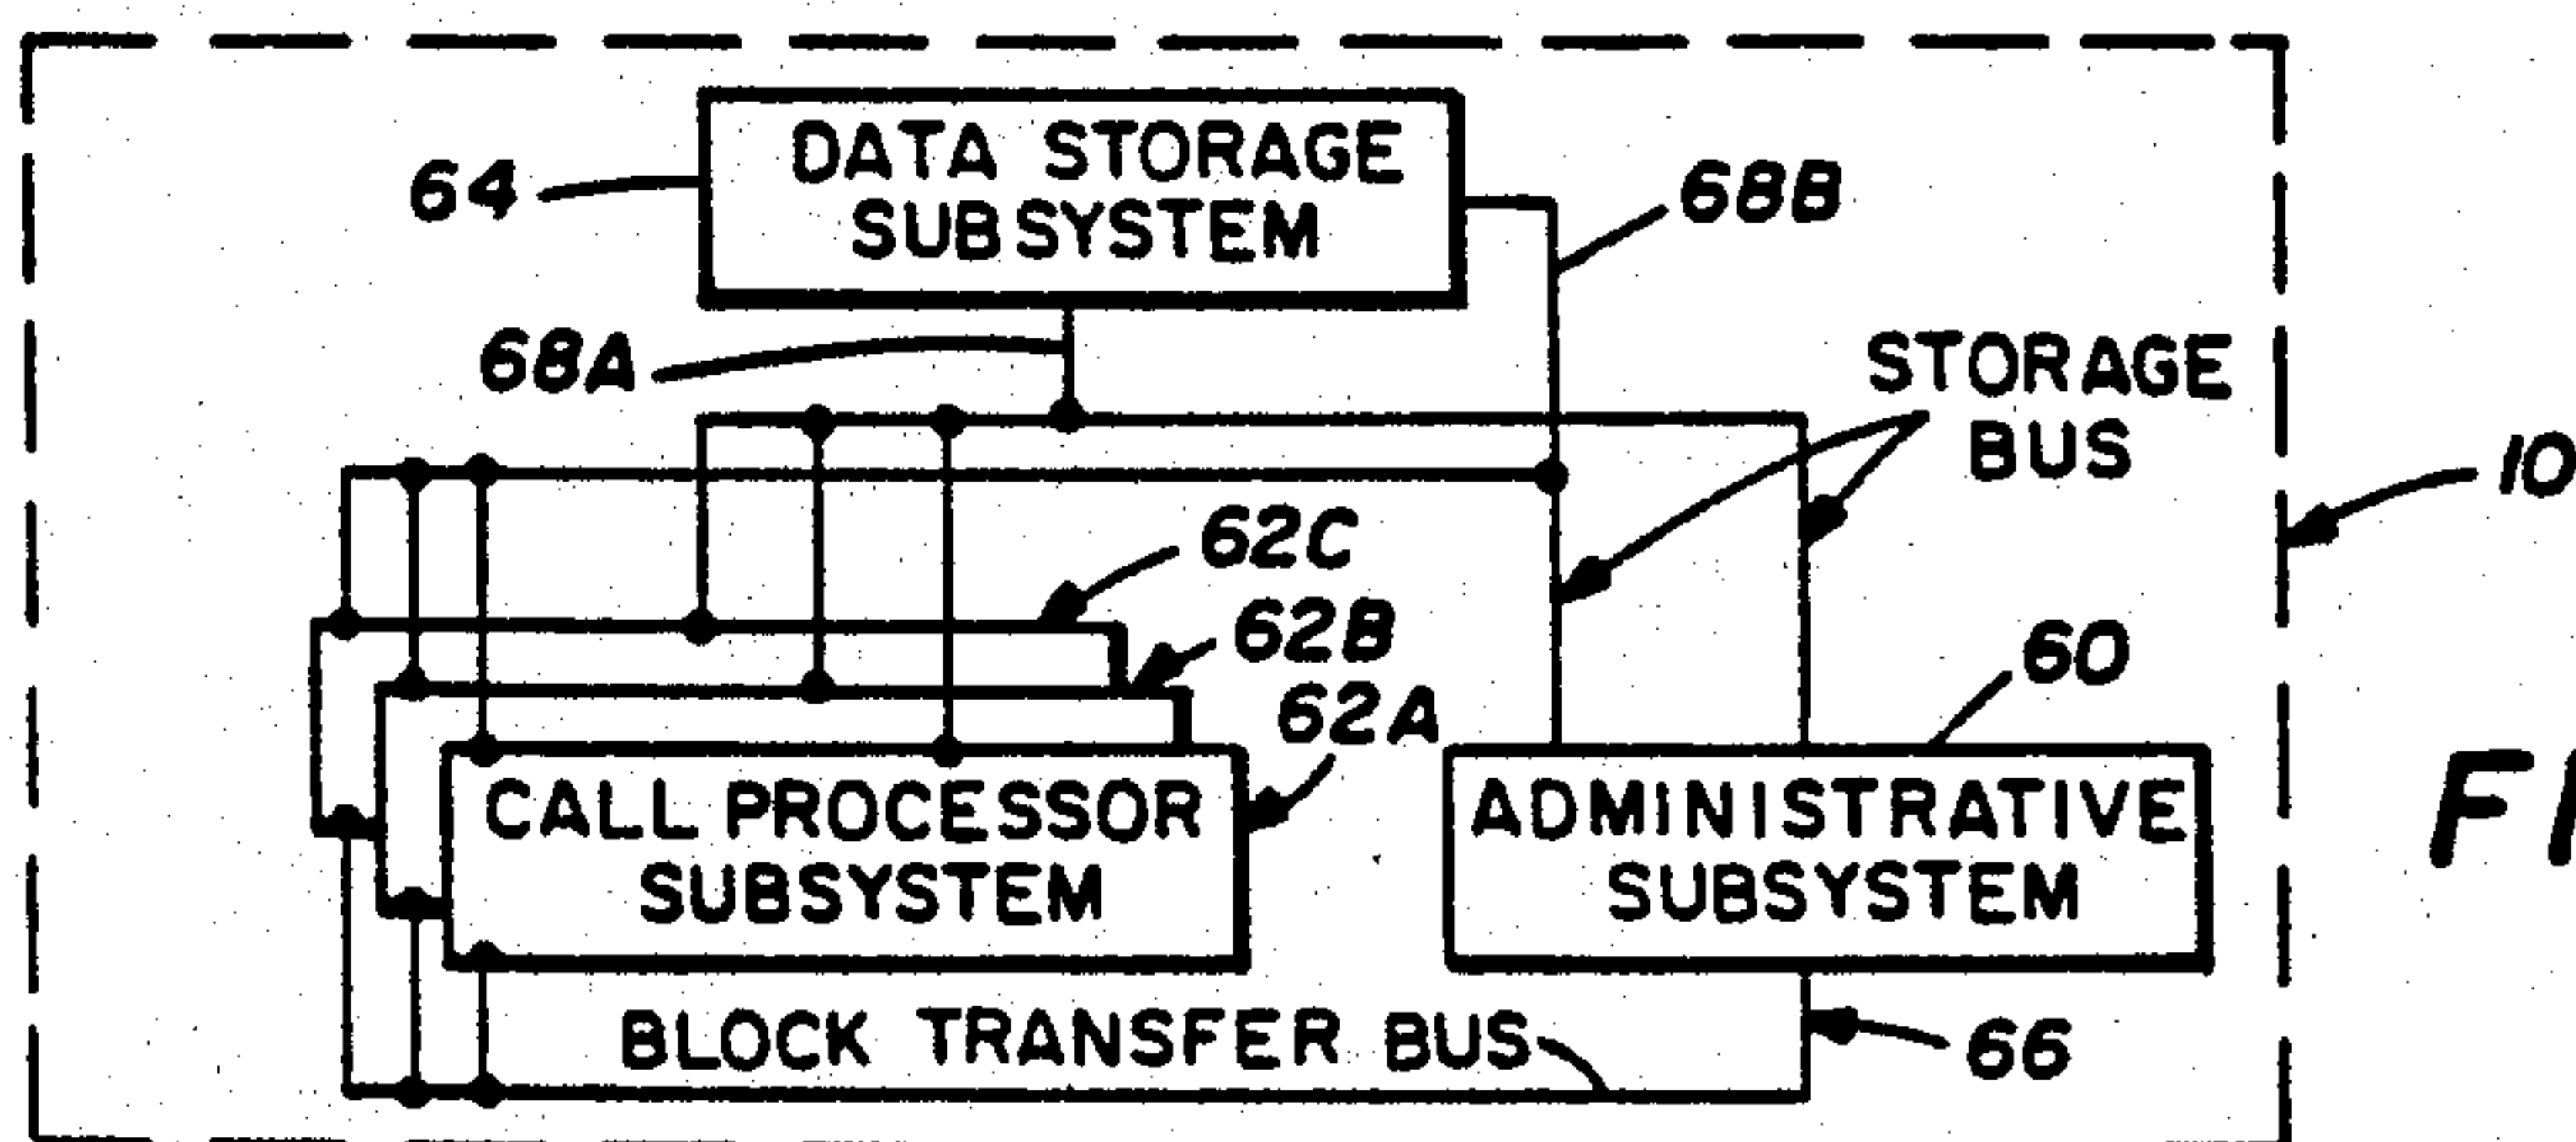 DATA STORAGE
SUBSYSTEM
64
68B
68A
STORAGE
BUS
10
62C
62B
62A
60
CALL PROCESSOR
SUBSYSTEM
ADMINISTRATIVE
SUBSYSTEM
BLOCK TRANSFER BUS
66